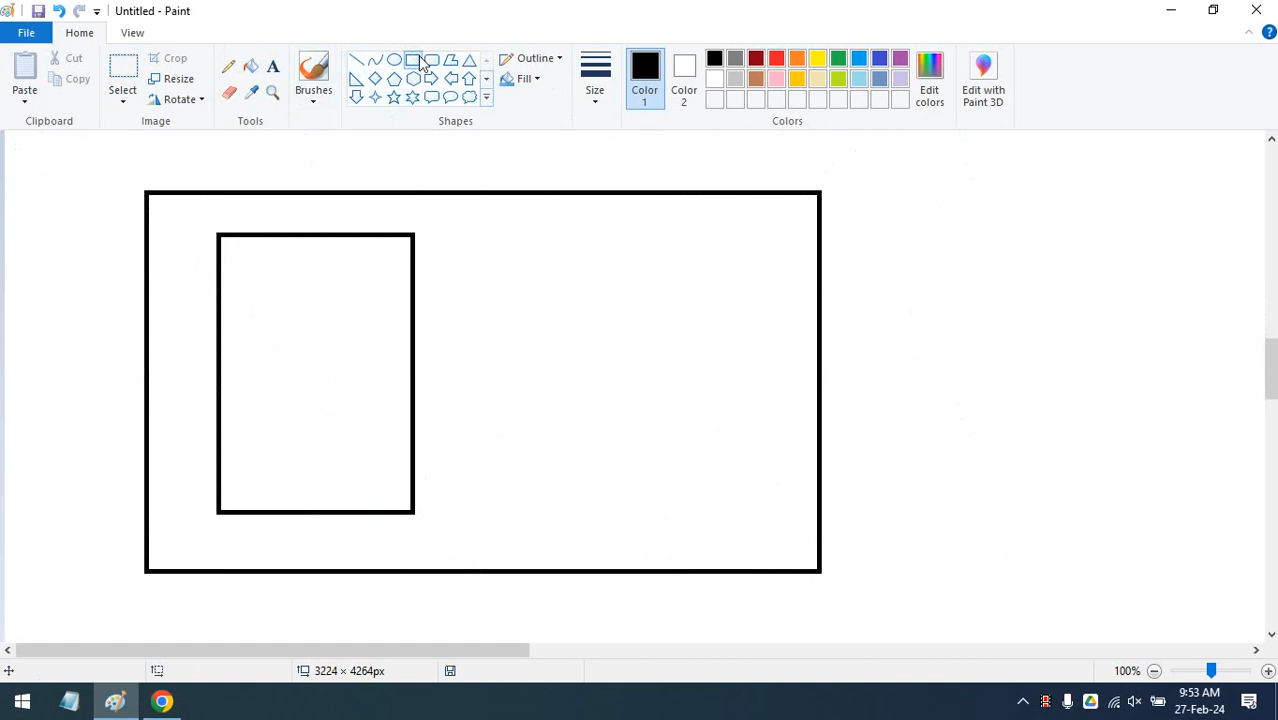 Untitled - Paint
File
Home
View
Paste
Cut
Copy
Clipboard
Select
Crop
Resize
Rotate
Image
A
Tools
Brushes
Shapes
Outline
Fill
Size
Color
1
Color
2
Edit
colors
Colors
Edit with
Paint 3D
3224 × 4264px
100%
9:53 AM
27-Feb-24